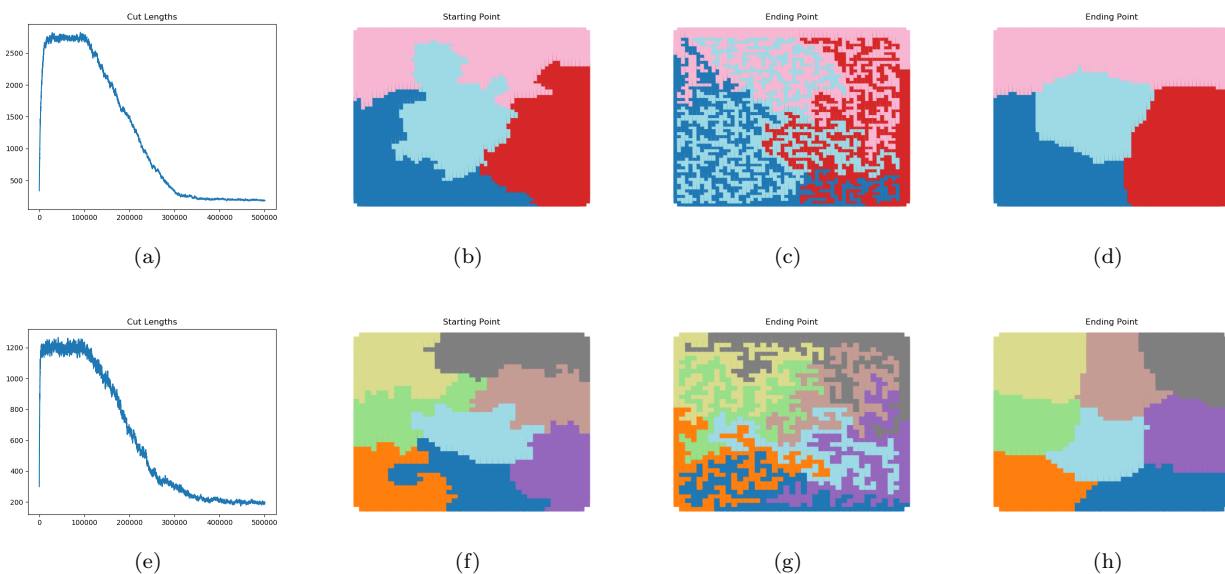 Cut Lengths
2500
2000
1500
1000
500
0 100000 200000 300000 400000 500000
(a)
Starting Point
(b)
Ending Point
(c)
Ending Point
(d)
Cut Lengths
1200
1000
800
600
400
200
0 100000 200000 300000 400000 500000
(e)
Starting Point
(f)
Ending Point
(g)
Ending Point
(h)